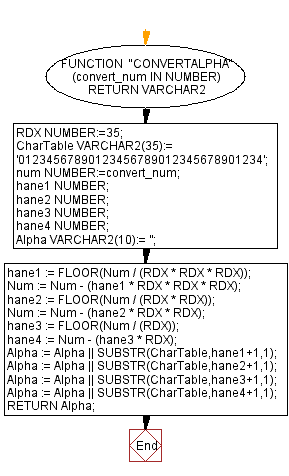 FUNCTION "CONVERTALPHA"
(convert_num IN NUMBER)
RETURN VARCHAR2
RDX NUMBER:=35;
CharTable VARCHAR2(35):=
'01234567890123456789012345678901234';
num NUMBER:=convert_num;
hane1 NUMBER;
hane2 NUMBER;
hane3 NUMBER;
hane4 NUMBER;
Alpha VARCHAR2(10):= '';
hane1 := FLOOR(Num / (RDX * RDX * RDX));
Num := Num - (hane1 * RDX * RDX * RDX);
hane2 := FLOOR(Num / (RDX * RDX));
Num := Num - (hane2 * RDX * RDX);
hane3 := FLOOR(Num / (RDX));
hane4 := Num - (hane3 * RDX);
Alpha := Alpha || SUBSTR(CharTable,hane1+1,1);
Alpha := Alpha || SUBSTR(CharTable,hane2+1,1);
Alpha := Alpha || SUBSTR(CharTable,hane3+1,1);
Alpha := Alpha || SUBSTR(CharTable,hane4+1,1);
RETURN Alpha;
End